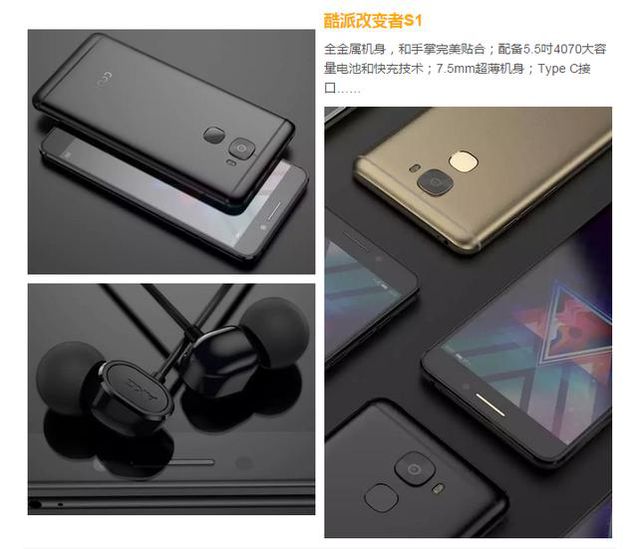 酷派改变者S1
全金属机身，和手掌完美贴合；配备5.5吋4070大容
量电池和快充技术；7.5mm超薄机身；Type C接
口……